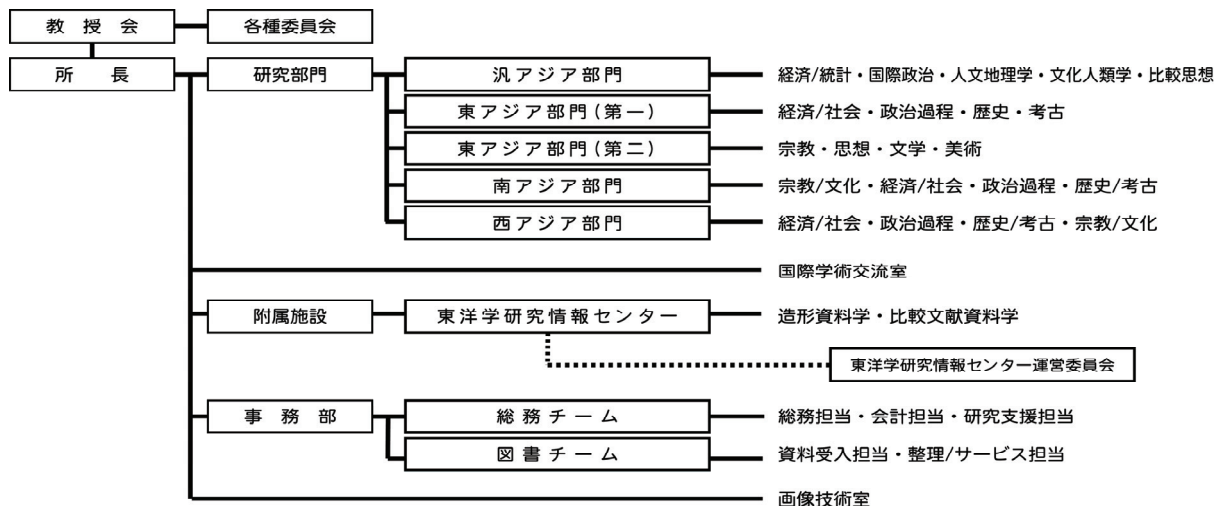 教授会 各種委員会
所長 研究部門 汎アジア部門 経済/統計・国際政治・人文地理学・文化人類学・比較思想
東アジア部門(第一) 経済/社会・政治過程・歴史・考古
東アジア部門(第二) 宗教・思想・文学・美術
南アジア部門 宗教/文化・経済/社会・政治過程・歴史/考古
西アジア部門 経済/社会・政治過程・歴史/考古・宗教/文化
国際学術交流室
附属施設 東洋学研究情報センター 造形資料学・比較文献資料学
東洋学研究情報センター運営委員会
事務部 総務チーム 総務担当・会計担当・研究支援担当
図書チーム 資料受入担当・整理/サービス担当
画像技術室